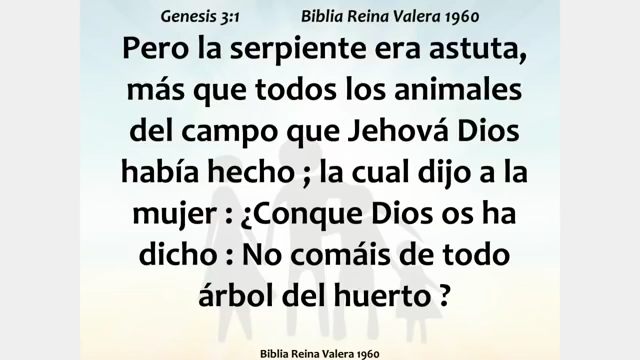 Genesis 3:1 Biblia Reina Valera 1960
Pero la serpiente era astuta,
más que todos los animales
del campo que Jehová Dios
había hecho ; la cual dijo a la
mujer : ¿Conque Dios os ha
dicho : No comáis de todo
árbol del huerto ?
Biblia Reina Valera 1960